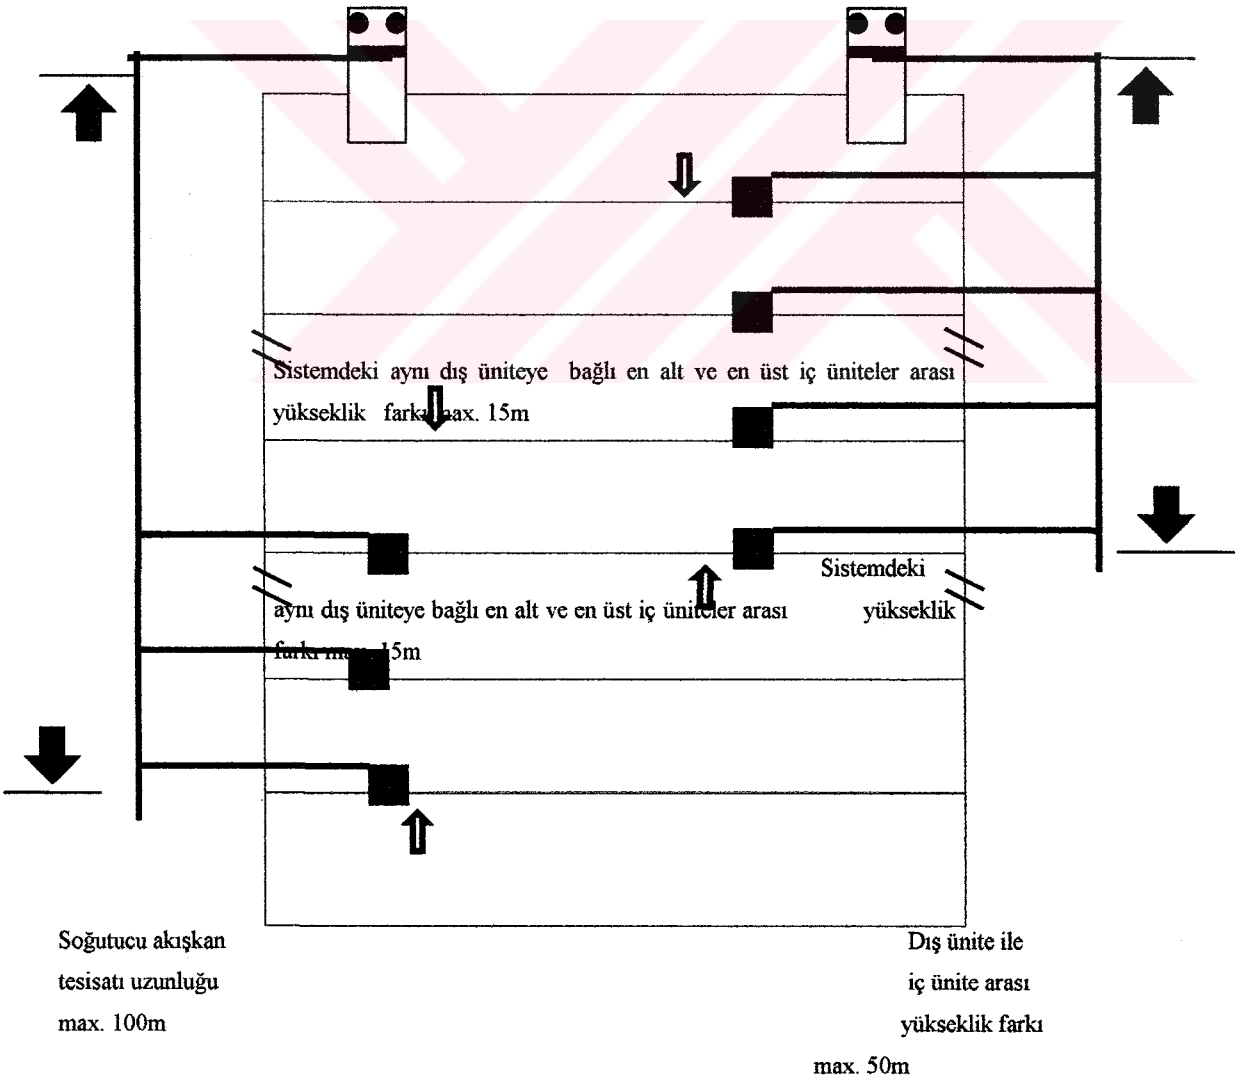 Sistemdeki aynı dış üniteye bağlı en alt ve en üst iç üniteler arası
yükseklik farkı max. 15m
Sistemdeki
aynı dış üniteye bağlı en alt ve en üst iç üniteler arası yükseklik
farkı max. 15m
Soğutucu akışkan
tesisatı uzunluğu
max. 100m
Dış ünite ile
iç ünite arası
yükseklik farkı
max. 50m